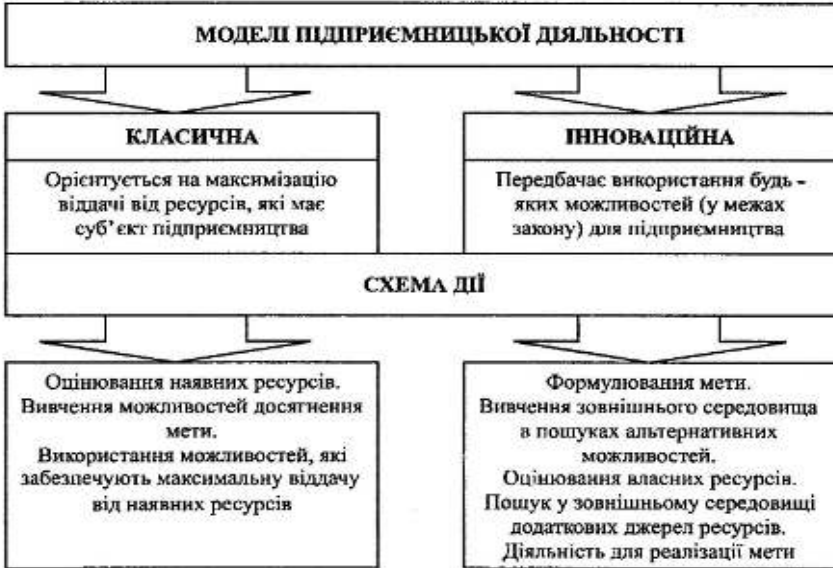 МОДЕЛІ ПІДПРИЄМНИЦЬКОЇ ДІЯЛЬНОСТІ
КЛАСИЧНА
Орієнтується на максимізацію
віддачі від ресурсів, які має
суб’єкт підприємництва
ІННОВАЦІЙНА
Передбачає використання будь -
яких можливостей (у межах
закону) для підприємництва
СХЕМА ДІЇ
Оцінювання наявних ресурсів.
Вивчення можливостей досягнення
мети.
Використання можливостей, які
забезпечують максимальну віддачу
від наявних ресурсів
Формулювання мети.
Вивчення зовнішнього середовища
в пошуках альтернативних
можливостей.
Оцінювання власних ресурсів.
Пошук у зовнішньому середовищі
додаткових джерел ресурсів.
Діяльність для реалізації мети